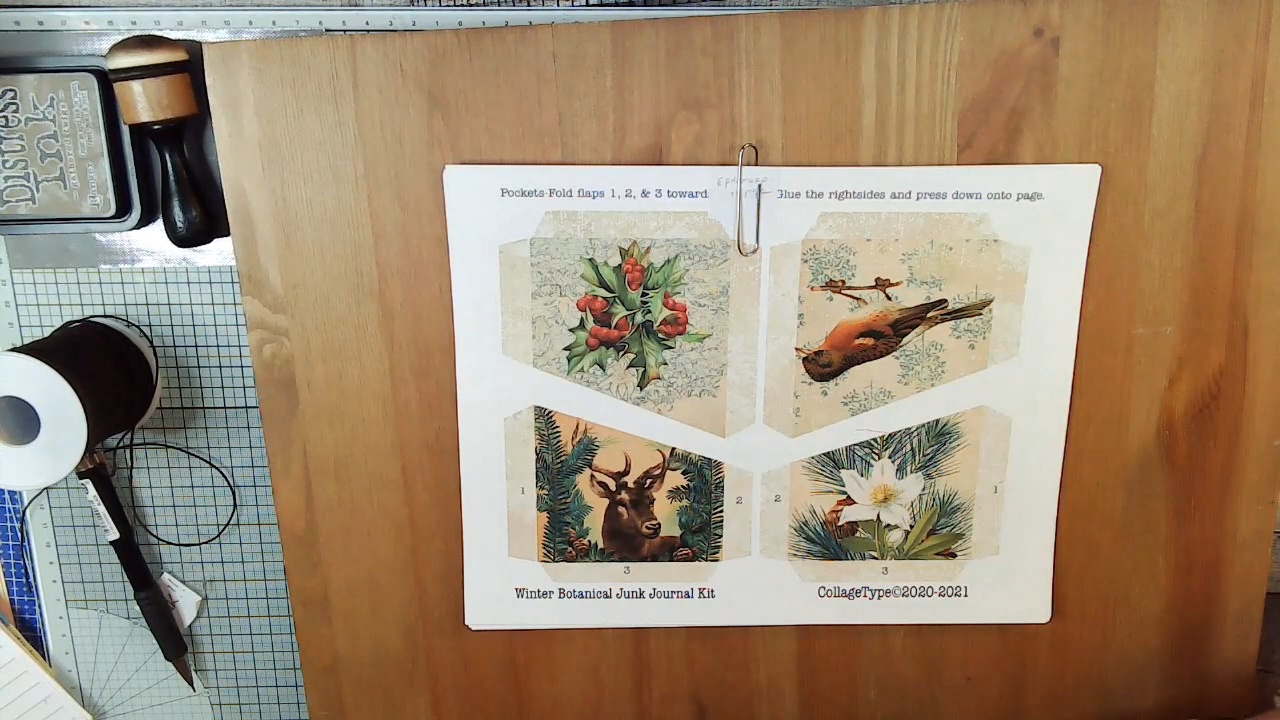 Distress
Ink
Pockets-Fold flaps 1, 2, & 3 toward
Glue the rightsides and press down onto page.
1
2
2
1
3
3
Winter Botanical Junk Journal Kit
CollageType©2020-2021